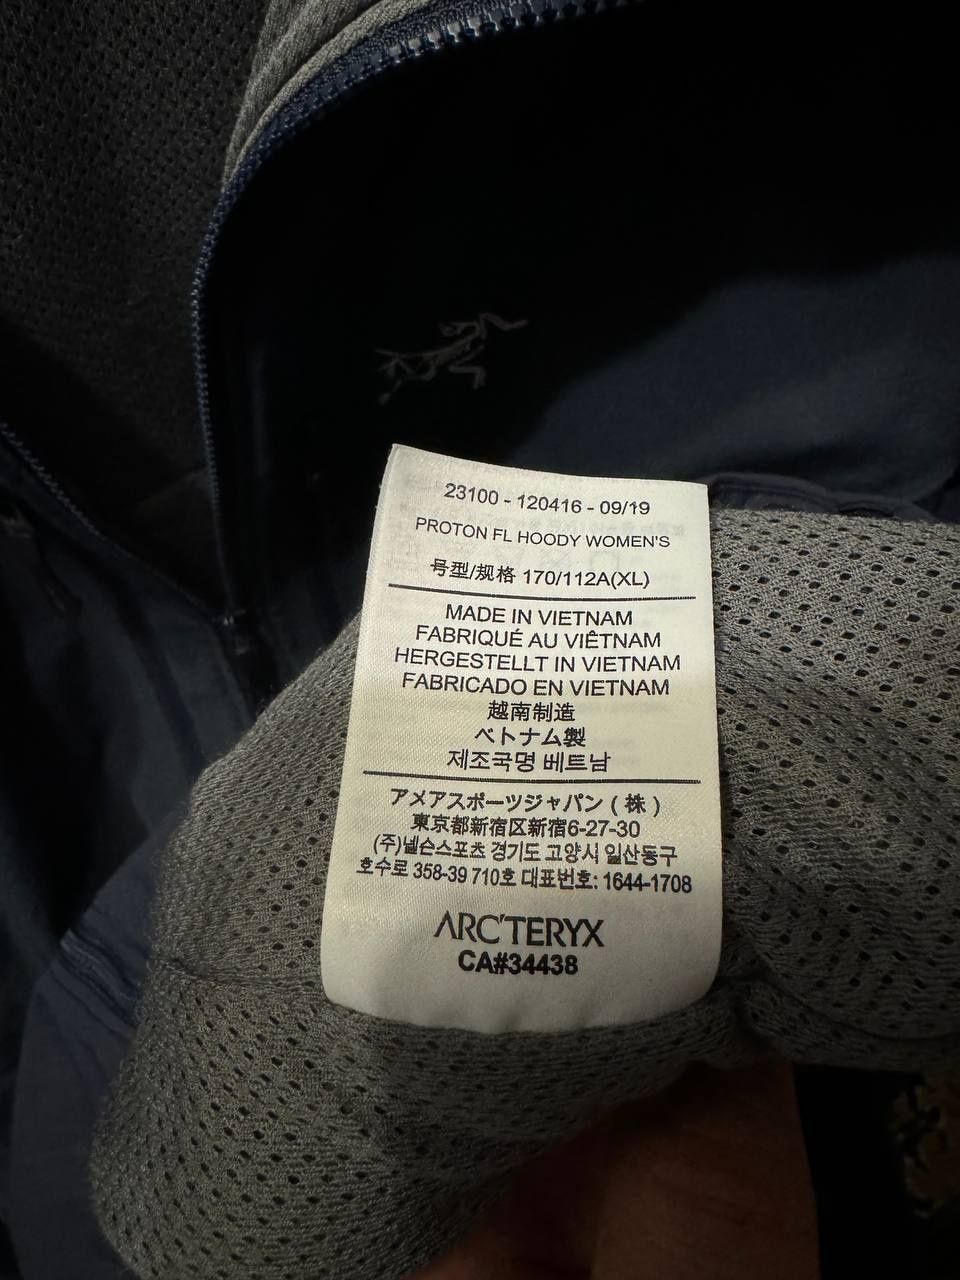 23100 - 120416 - 09/19
PROTON FL HOODY WOMEN'S
号型/规格 170/112A(XL)
MADE IN VIETNAM
FABRIQUÉ AU VIÊTNAM
HERGESTELLT IN VIETNAM
FABRICADO EN VIETNAM
越南制造
ベトナム製
제조국명 베트남
アメアスポーツジャパン (株)
東京都新宿区新宿6-27-30
(주)넬슨스포츠 경기도 고양시 일산동구
호수로 358-39 710호 대표번호: 1644-1708
ARC'TERYX
CA#34438